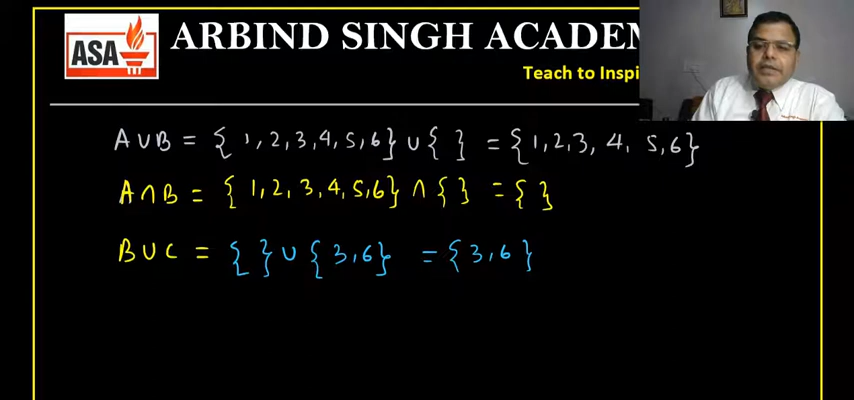 ASA
ARBIND SINGH ACADEM
Teach to Inspi
A∪B = { 1,2,3,4,5,6} ∪ { } = {1,2,3, 4, 5,6}
A∩B = { 1,2,3,4,5,6} ∩ { } = { }
B∪C = { } ∪ { 3,6} = { 3,6 }